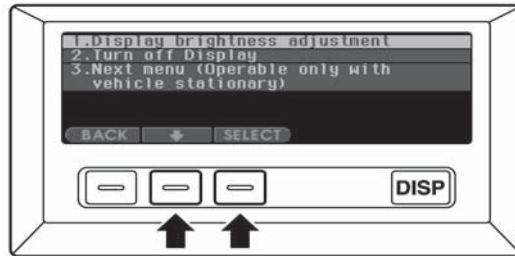 1.Display brightness adjustment
2.Turn off Display
3.Next menu (Operable only with
vehicle stationary)
BACK SELECT
DISP